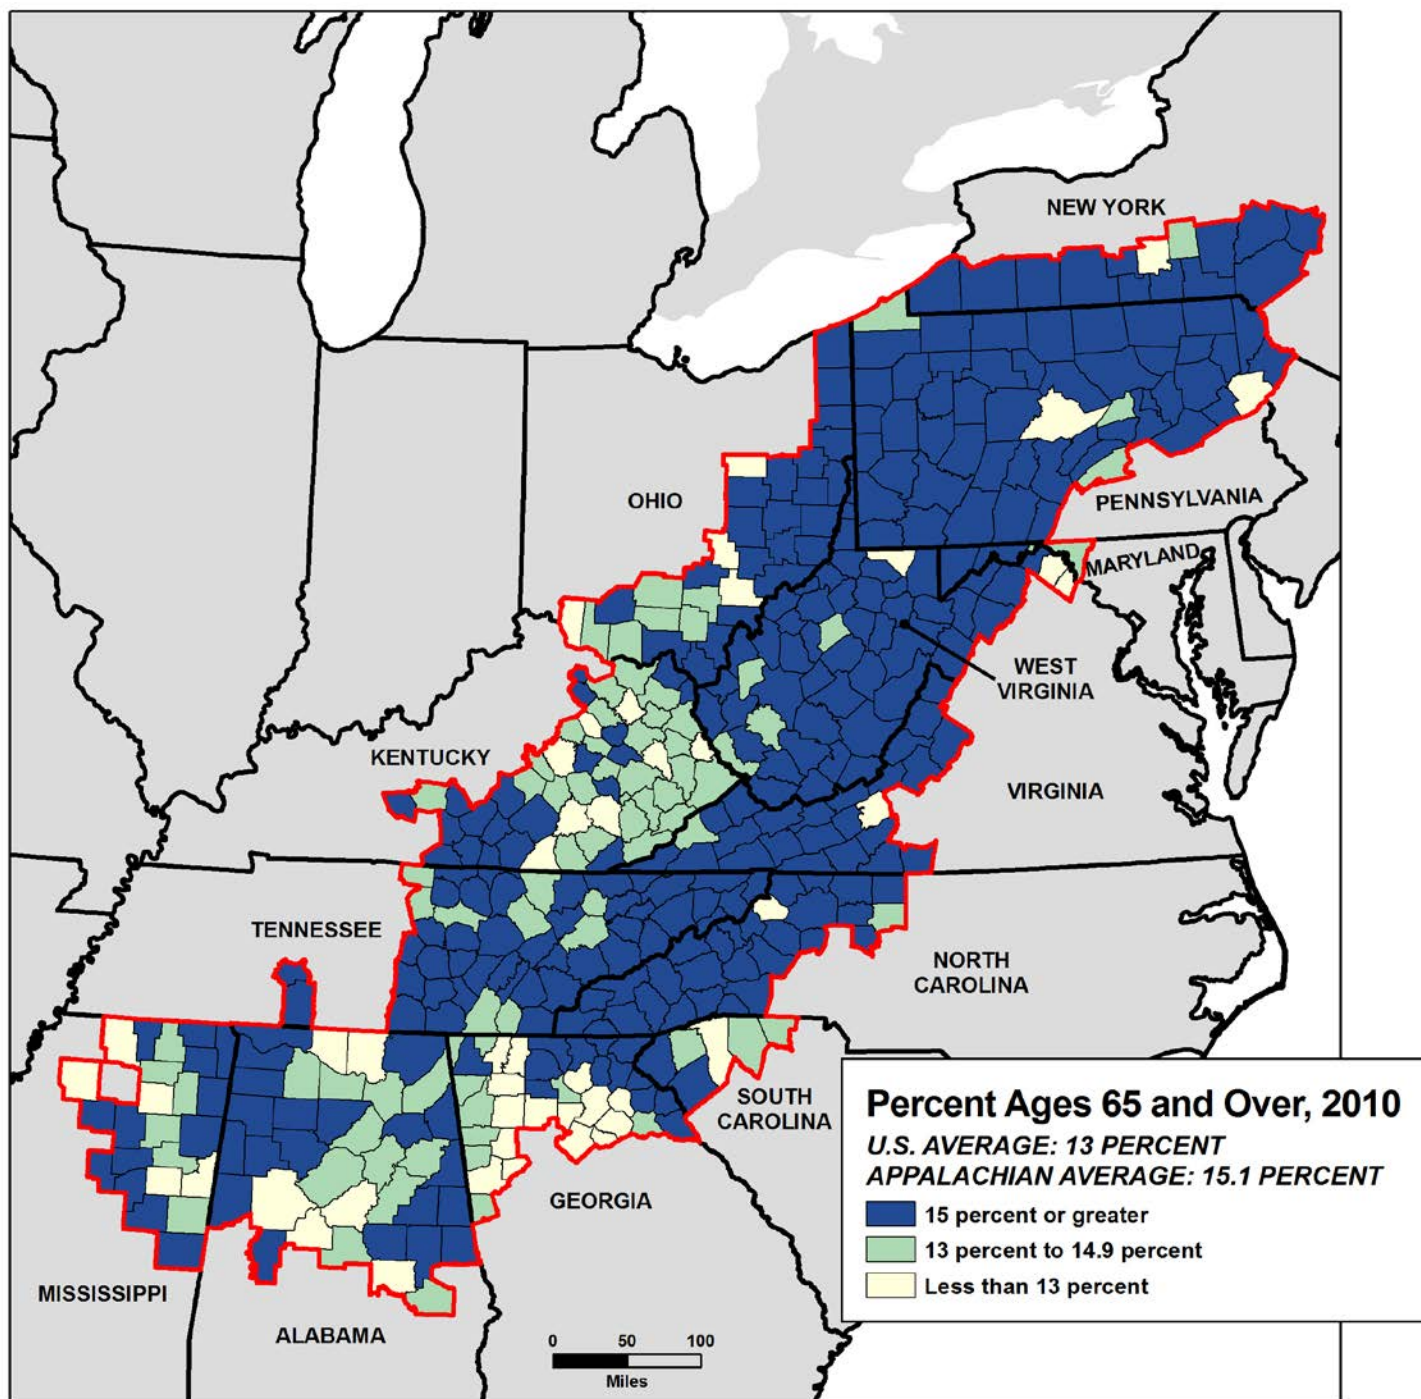 NEW YORK
OHIO
PENNSYLVANIA
MARYLAND
WEST
VIRGINIA
KENTUCKY
VIRGINIA
TENNESSEE
NORTH
CAROLINA
SOUTH
CAROLINA
GEORGIA
MISSISSIPPI
ALABAMA
Percent Ages 65 and Over, 2010
U.S. AVERAGE: 13 PERCENT
APPALACHIAN AVERAGE: 15.1 PERCENT
15 percent or greater
13 percent to 14.9 percent
Less than 13 percent
0 50 100
Miles